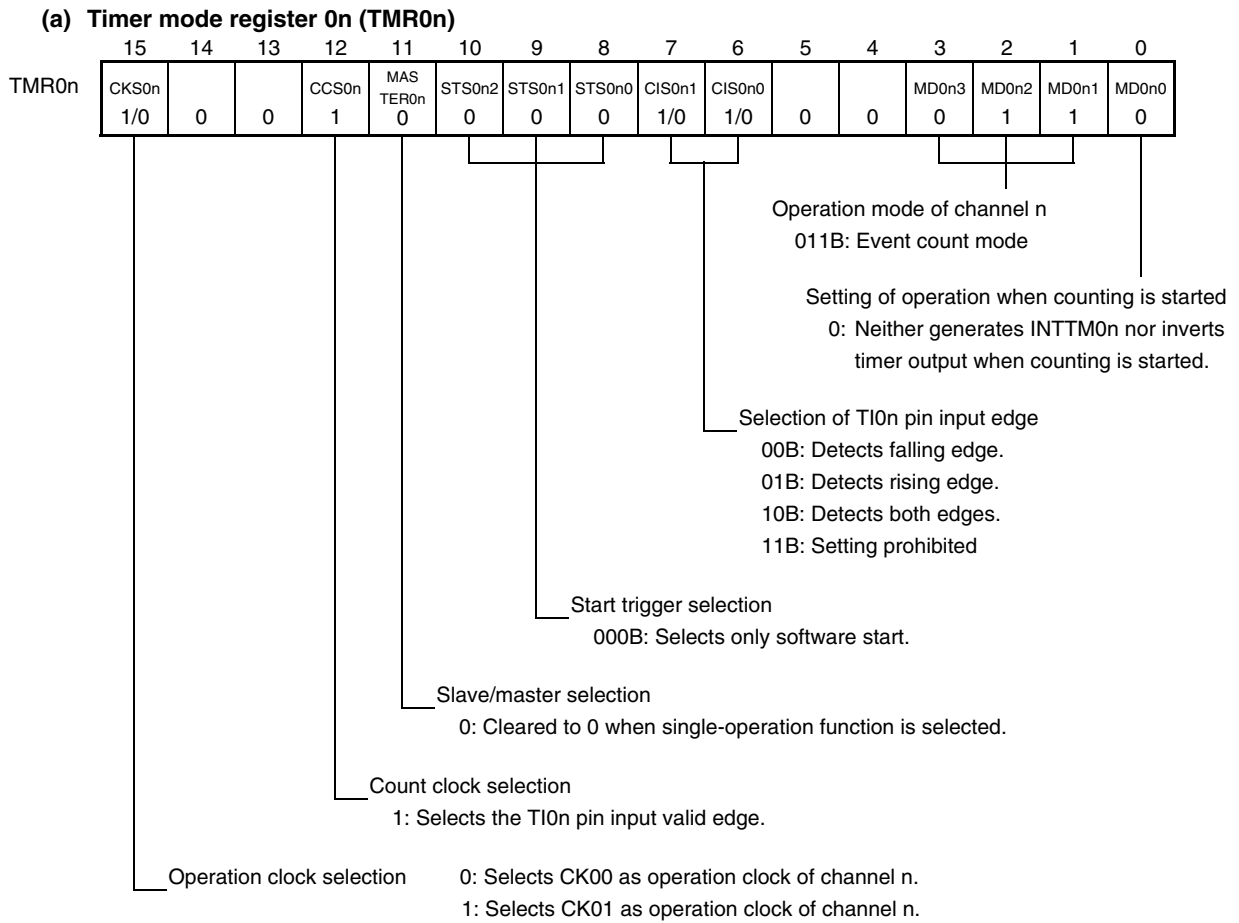 (a) Timer mode register 0n (TMR0n)
15 14 13 12 11 10 9 8 7 6 5 4 3 2 1 0
TMR0n CKS0n CCS0n MAS TER0n STS0n2 STS0n1 STS0n0 CIS0n1 CIS0n0 MD0n3 MD0n2 MD0n1 MD0n0
1/0 0 0 1 0 0 0 0 1/0 1/0 0 0 0 1 1 0
Operation mode of channel n
011B: Event count mode
Setting of operation when counting is started
0: Neither generates INTTM0n nor inverts
timer output when counting is started.
Selection of TI0n pin input edge
00B: Detects falling edge.
01B: Detects rising edge.
10B: Detects both edges.
11B: Setting prohibited
Start trigger selection
000B: Selects only software start.
Slave/master selection
0: Cleared to 0 when single-operation function is selected.
Count clock selection
1: Selects the TI0n pin input valid edge.
Operation clock selection 0: Selects CK00 as operation clock of channel n.
1: Selects CK01 as operation clock of channel n.